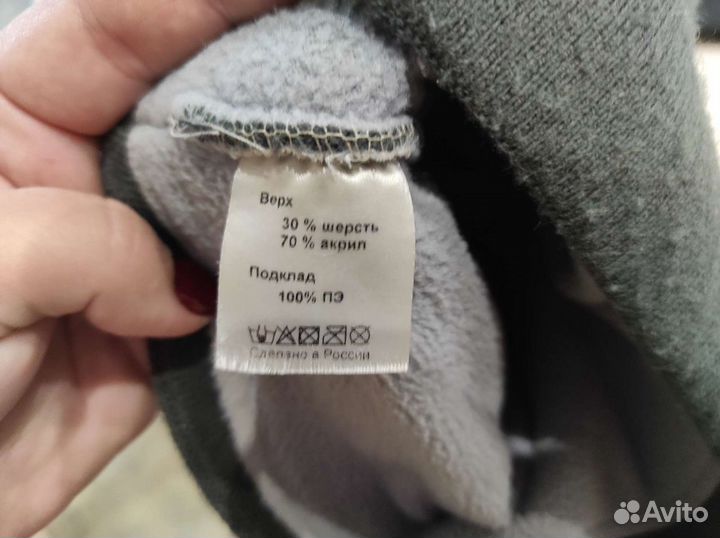 Верх
30 % шерсть
70 % акрил
Подклад
100% ПЭ
Сделано в России
Avito